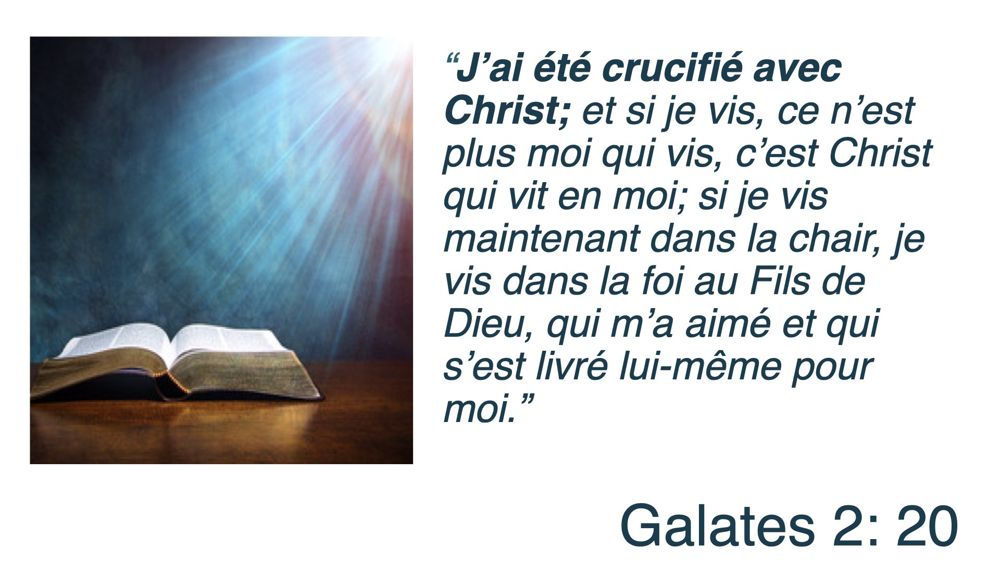 “J’ai été crucifié avec
Christ; et si je vis, ce n’est
plus moi qui vis, c’est Christ
qui vit en moi; si je vis
maintenant dans la chair, je
vis dans la foi au Fils de
Dieu, qui m’a aimé et qui
s’est livré lui-même pour
moi.”
Galates 2: 20